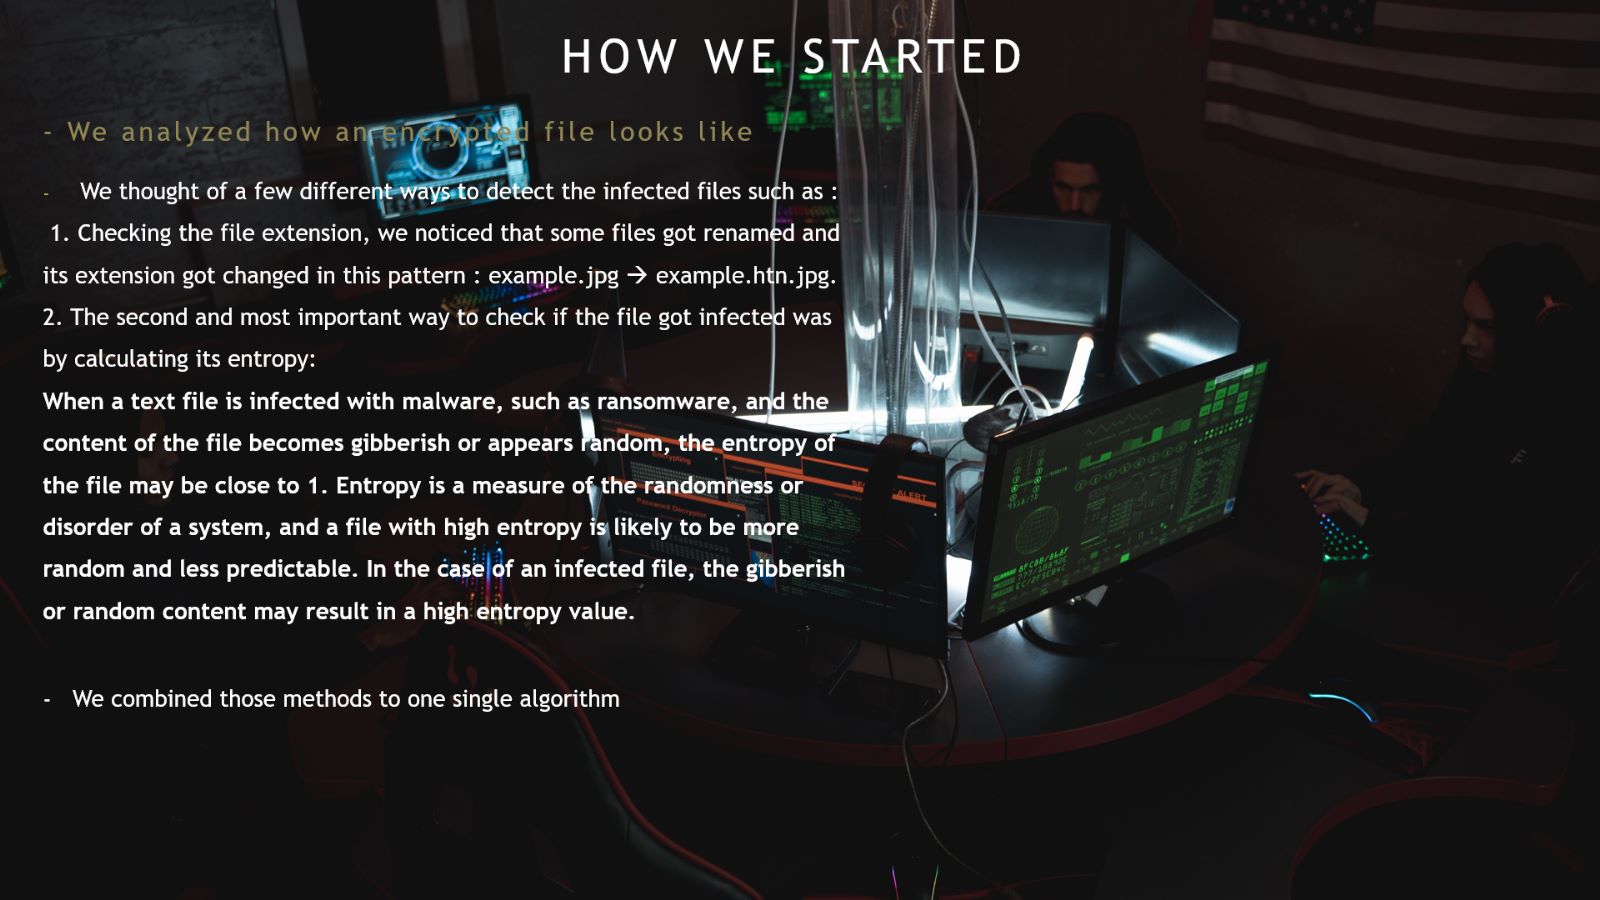 HOW WE STARTED
- We analyzed how an encrypted file looks like
- We thought of a few different ways to detect the infected files such as :
1. Checking the file extension, we noticed that some files got renamed and
its extension got changed in this pattern : example.jpg → example.htn.jpg.
2. The second and most important way to check if the file got infected was
by calculating its entropy:
When a text file is infected with malware, such as ransomware, and the
content of the file becomes gibberish or appears random, the entropy of
the file may be close to 1. Entropy is a measure of the randomness or
disorder of a system, and a file with high entropy is likely to be more
random and less predictable. In the case of an infected file, the gibberish
or random content may result in a high entropy value.
- We combined those methods to one single algorithm
Encrypting
Password Decryptor
ALERT